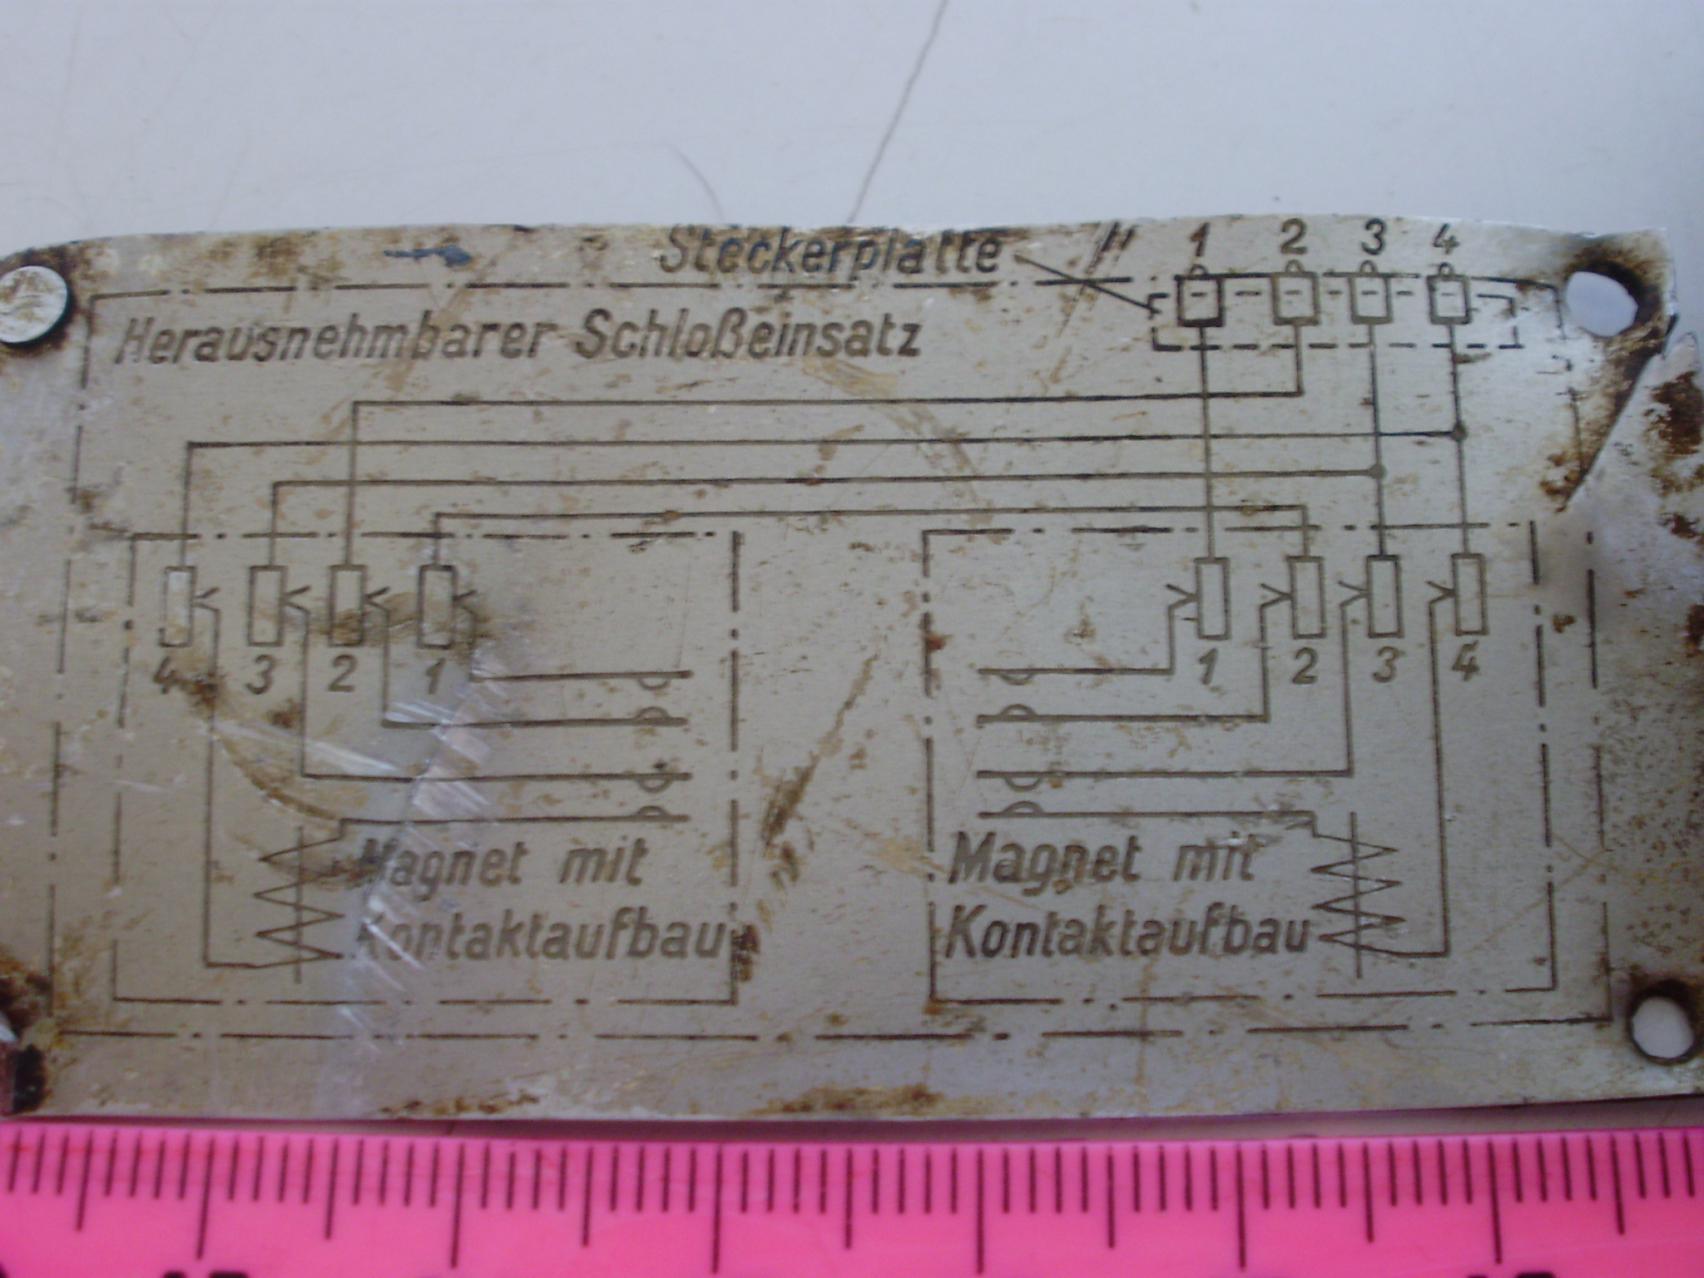 Steckerplatte 1 2 3 4
Herausnehmbarer Schloßeinsatz
4 3 2 1
1 2 3 4
Magnet mit
Kontaktaufbau
Magnet mit
Kontaktaufbau